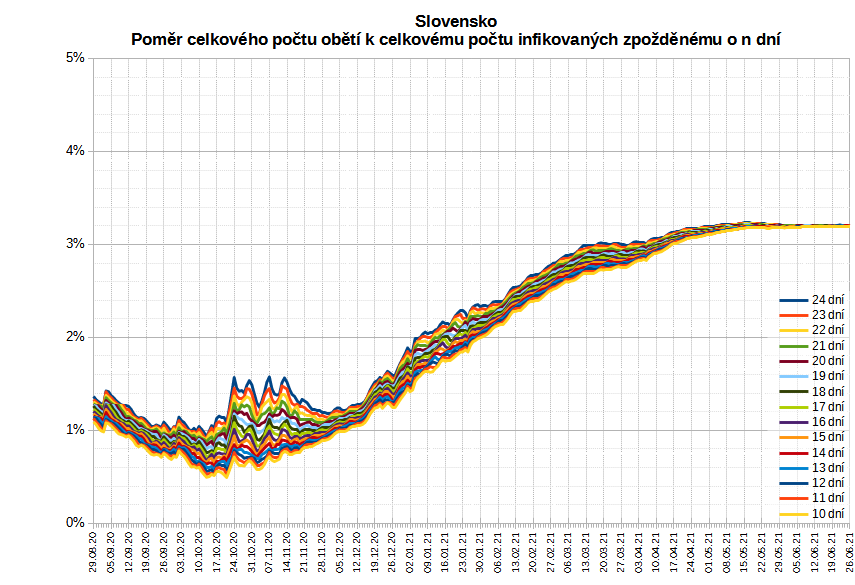 Slovensko
Poměr celkového počtu obětí k celkovému počtu infikovaných zpožděnému o n dní
5%
4%
3%
2%
1%
0%
24 dní
23 dní
22 dní
21 dní
20 dní
19 dní
18 dní
17 dní
16 dní
15 dní
14 dní
13 dní
12 dní
11 dní
10 dní
29.08.20
05.09.20
12.09.20
19.09.20
26.09.20
03.10.20
10.10.20
17.10.20
24.10.20
31.10.20
07.11.20
14.11.20
21.11.20
28.11.20
05.12.20
12.12.20
19.12.20
26.12.20
02.01.21
09.01.21
16.01.21
23.01.21
30.01.21
06.02.21
13.02.21
20.02.21
27.02.21
06.03.21
13.03.21
20.03.21
27.03.21
03.04.21
10.04.21
17.04.21
24.04.21
01.05.21
08.05.21
15.05.21
22.05.21
29.05.21
05.06.21
12.06.21
19.06.21
26.06.21